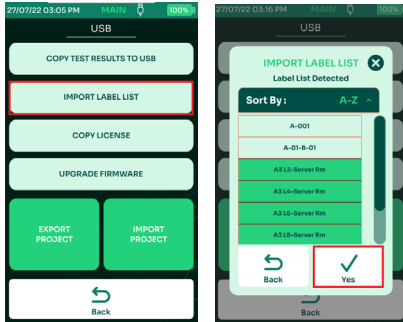 27/07/22 03:05 PM MAIN 100%
USB
COPY TEST RESULTS TO USB
IMPORT LABEL LIST
COPY LICENSE
UPGRADE FIRMWARE
EXPORT
PROJECT
IMPORT
PROJECT
Back
27/07/22 03:16 PM MAIN 100%
USB
IMPORT LABEL LIST
Label List Detected
Sort By : A-Z
A-001
A-01-B-01
A3 L2-Server Rm
A3 L4-Server Rm
A3 L6-Server Rm
A3 L8-Server Rm
Back
Yes
Back